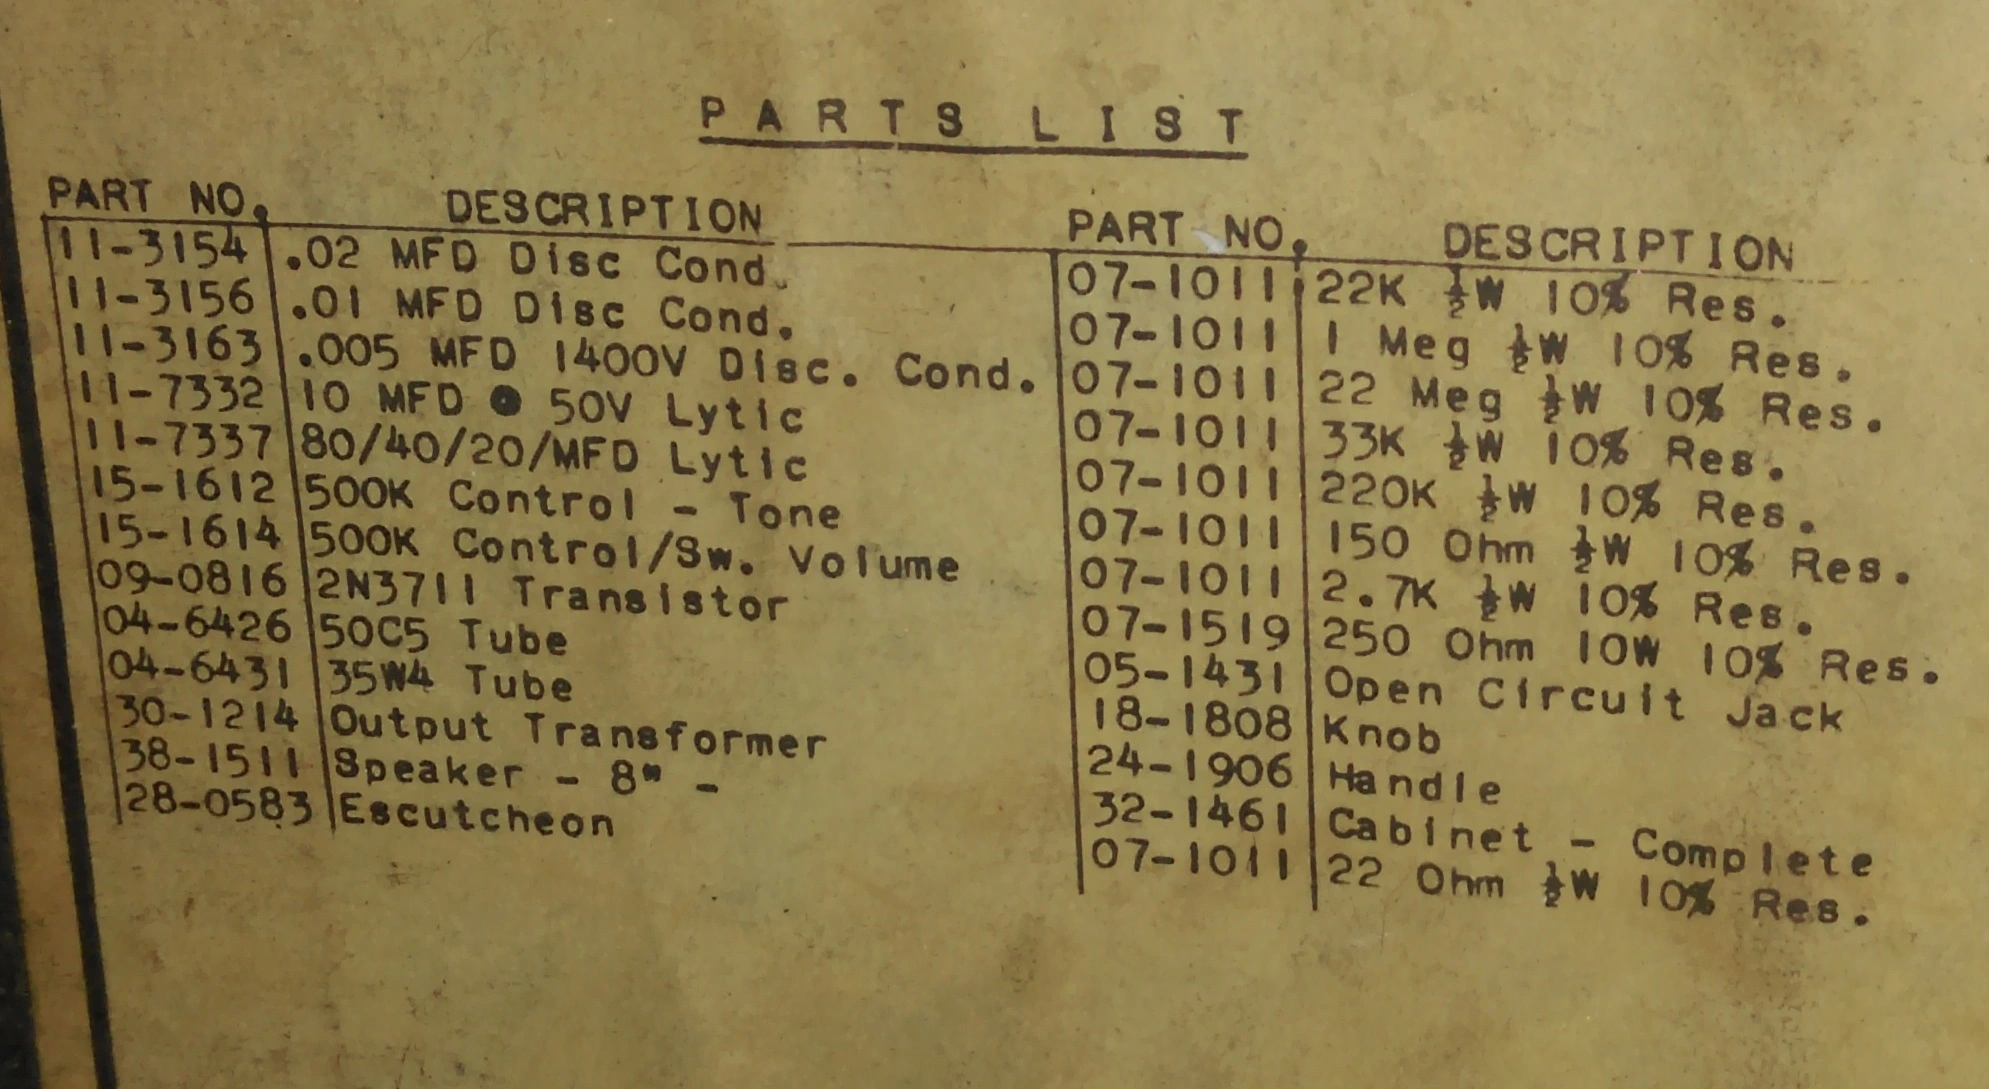 PARTS LIST
PART NO. DESCRIPTION
11-3154 .02 MFD Disc Cond.
11-3156 .01 MFD Disc Cond.
11-3163 .005 MFD 1400V Disc. Cond.
11-7332 10 MFD @ 50V Lytic
11-7337 80/40/20/MFD Lytic
15-1612 500K Control - Tone
15-1614 500K Control/Sw. Volume
09-0816 2N3711 Transistor
04-6426 50C5 Tube
04-6431 35W4 Tube
30-1214 Output Transformer
38-1511 Speaker - 8" -
28-0583 Escutcheon
PART NO. DESCRIPTION
07-1011 22K ½W 10% Res.
07-1011 1 Meg ½W 10% Res.
07-1011 22 Meg ½W 10% Res.
07-1011 33K ½W 10% Res.
07-1011 220K ½W 10% Res.
07-1011 150 Ohm ½W 10% Res.
07-1011 2.7K ½W 10% Res.
07-1519 250 Ohm 10W 10% Res.
05-1431 Open Circuit Jack
18-1808 Knob
24-1906 Handle
32-1461 Cabinet - Complete
07-1011 22 Ohm ½W 10% Res.